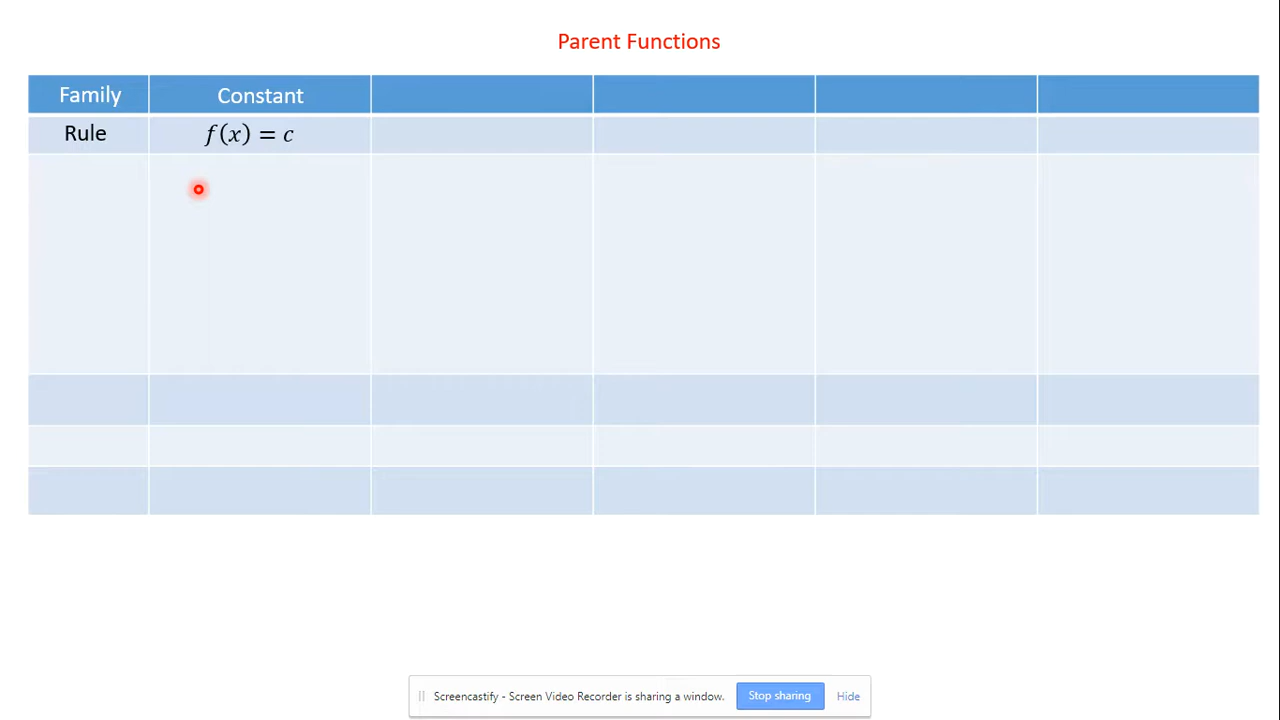 Parent Functions
Family Constant
Rule f(x) = c
Screencastify - Screen Video Recorder is sharing a window. Stop sharing Hide